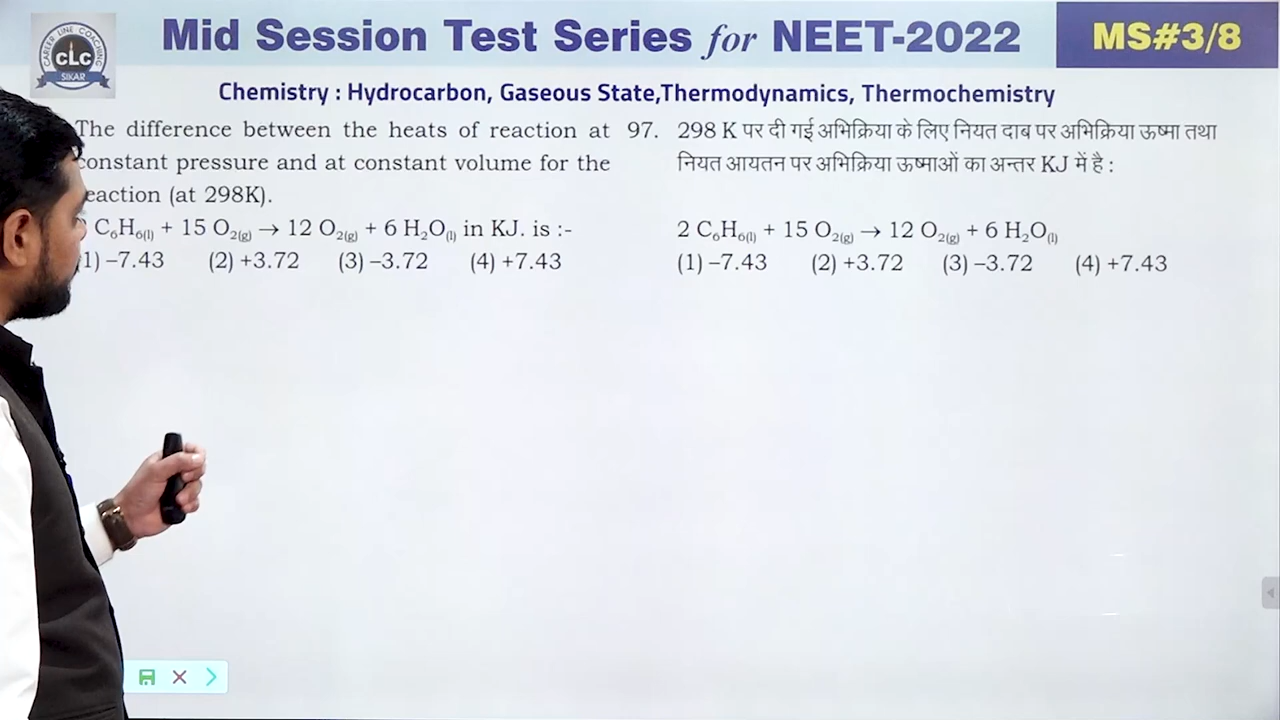 CAREER LINE COACHING
CLC
SIKAR
Mid Session Test Series for NEET-2022
MS#3/8
Chemistry : Hydrocarbon, Gaseous State,Thermodynamics, Thermochemistry
The difference between the heats of reaction at
constant pressure and at constant volume for the
eaction (at 298K).
C₆H₆₍ₗ₎ + 15 O₂₍g₎ → 12 O₂₍g₎ + 6 H₂O₍ₗ₎ in KJ. is :-
1) –7.43 (2) +3.72 (3) –3.72 (4) +7.43
97. 298 K पर दी गई अभिक्रिया के लिए नियत दाब पर अभिक्रिया ऊष्मा तथा
नियत आयतन पर अभिक्रिया ऊष्माओं का अन्तर KJ में है :
2 C₆H₆₍ₗ₎ + 15 O₂₍g₎ → 12 O₂₍g₎ + 6 H₂O₍ₗ₎
(1) –7.43 (2) +3.72 (3) –3.72 (4) +7.43